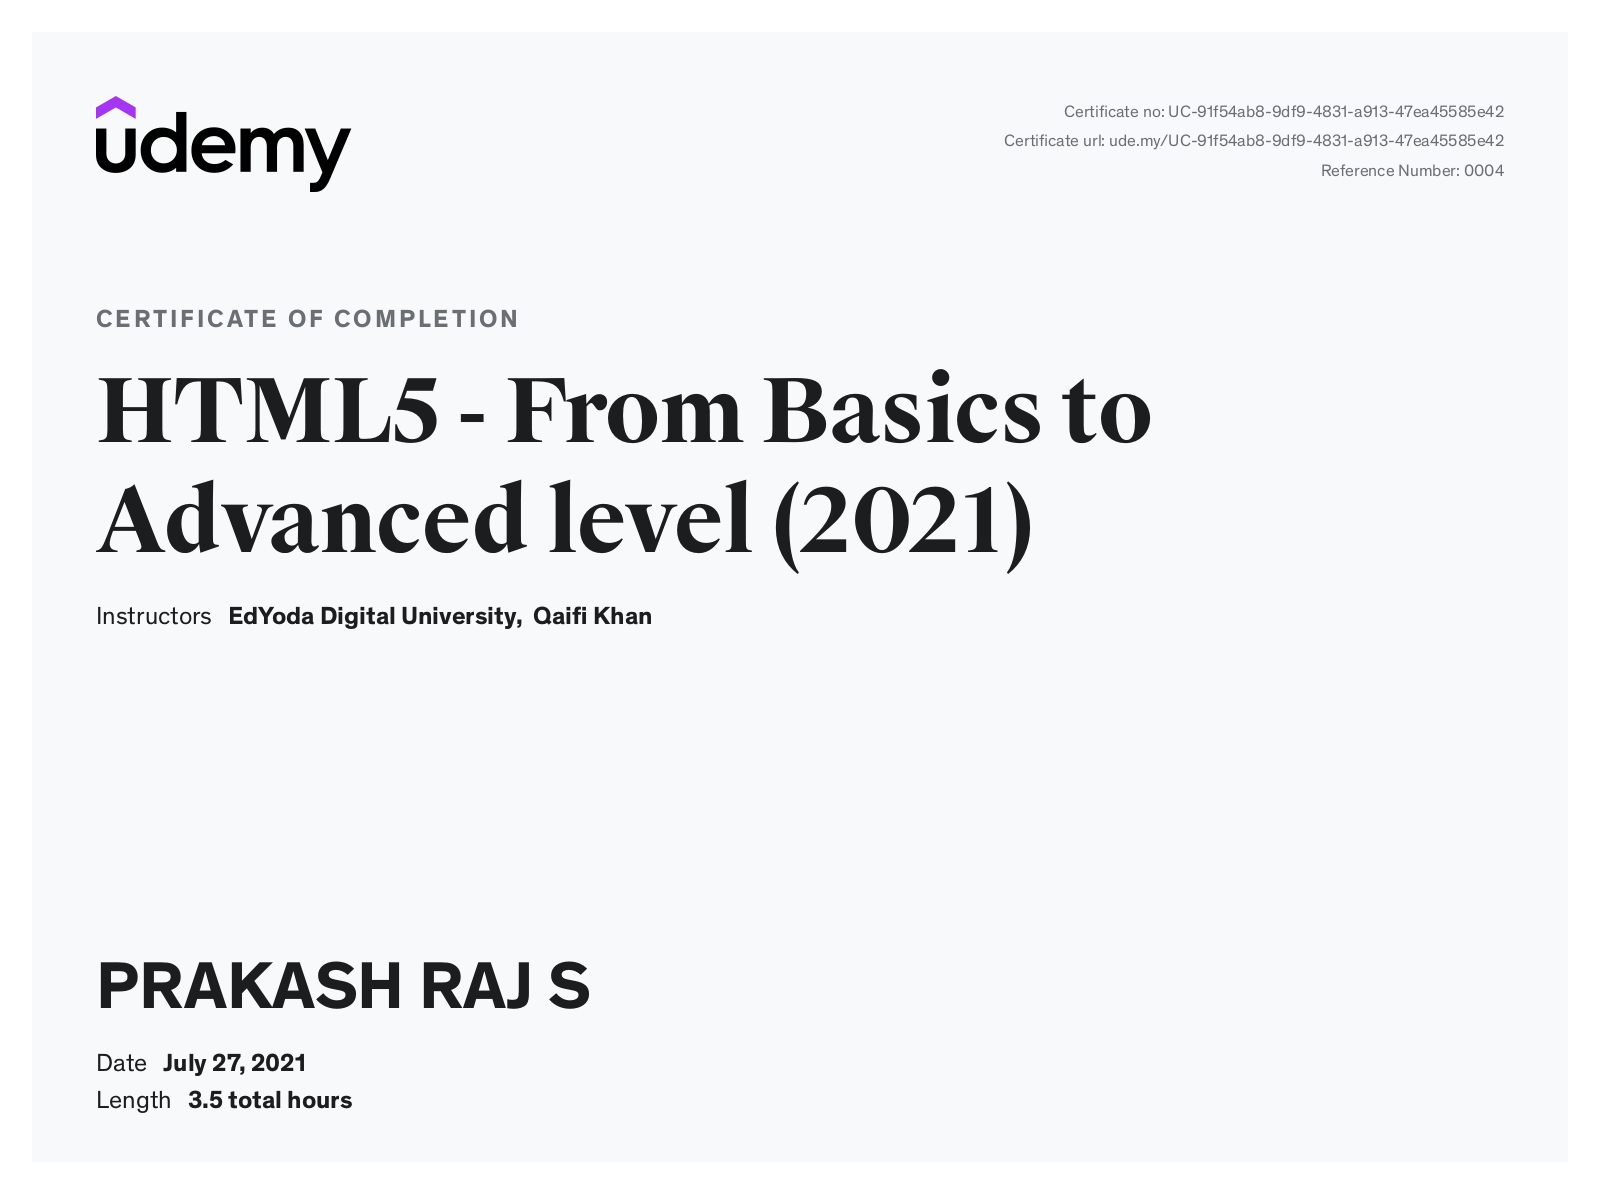 udemy
Certificate no: UC-91f54ab8-9df9-4831-a913-47ea45585e42
Certificate url: ude.my/UC-91f54ab8-9df9-4831-a913-47ea45585e42
Reference Number: 0004
CERTIFICATE OF COMPLETION
HTML5 - From Basics to
Advanced level (2021)
Instructors EdYoda Digital University, Qaifi Khan
PRAKASH RAJ S
Date July 27, 2021
Length 3.5 total hours